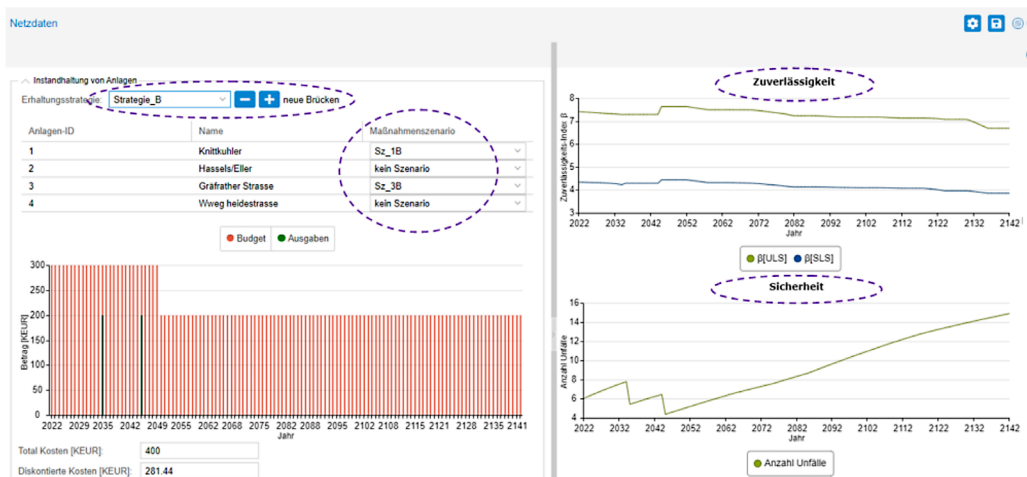 Netzdaten
Instandhaltung von Anlagen
Erhaltungsstrategie: Strategie_B neue Brücken
Anlagen-ID Name Maßnahmenszenario
1 Knittkuhler Sz_1B
2 Hassels/Eller kein Szenario
3 Gräfrather Strasse Sz_3B
4 Wweg heidestrasse kein Szenario
Budget Ausgaben
Betrag [KEUR]
300
250
200
150
100
50
0
2022 2029 2035 2042 2049 2055 2062 2069 2075 2082 2088 2095 2102 2108 2115 2121 2128 2135 2141
Jahr
Total Kosten [KEUR]: 400
Diskontierte Kosten [KEUR]: 281.44
Zuverlässigkeit
Zuverlässigkeits-Index β
8
7
6
5
4
3
2022 2032 2042 2052 2062 2072 2082 2092 2102 2112 2122 2132 2142
Jahr
β[ULS] β[SLS]
Sicherheit
Anzahl Unfälle
16
14
12
10
8
6
4
2022 2032 2042 2052 2062 2072 2082 2092 2102 2112 2122 2132 2142
Jahr
Anzahl Unfälle